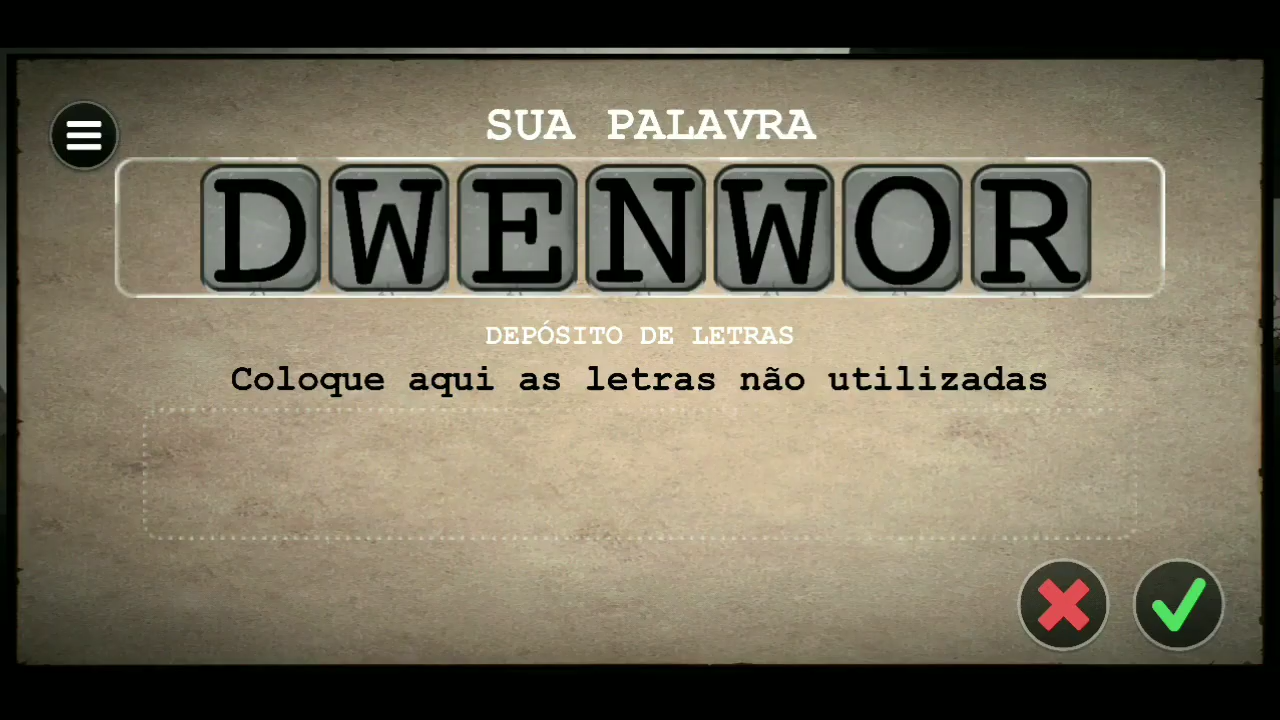 SUA PALAVRA
DWENWOR
DEPÓSITO DE LETRAS
Coloque aqui as letras não utilizadas